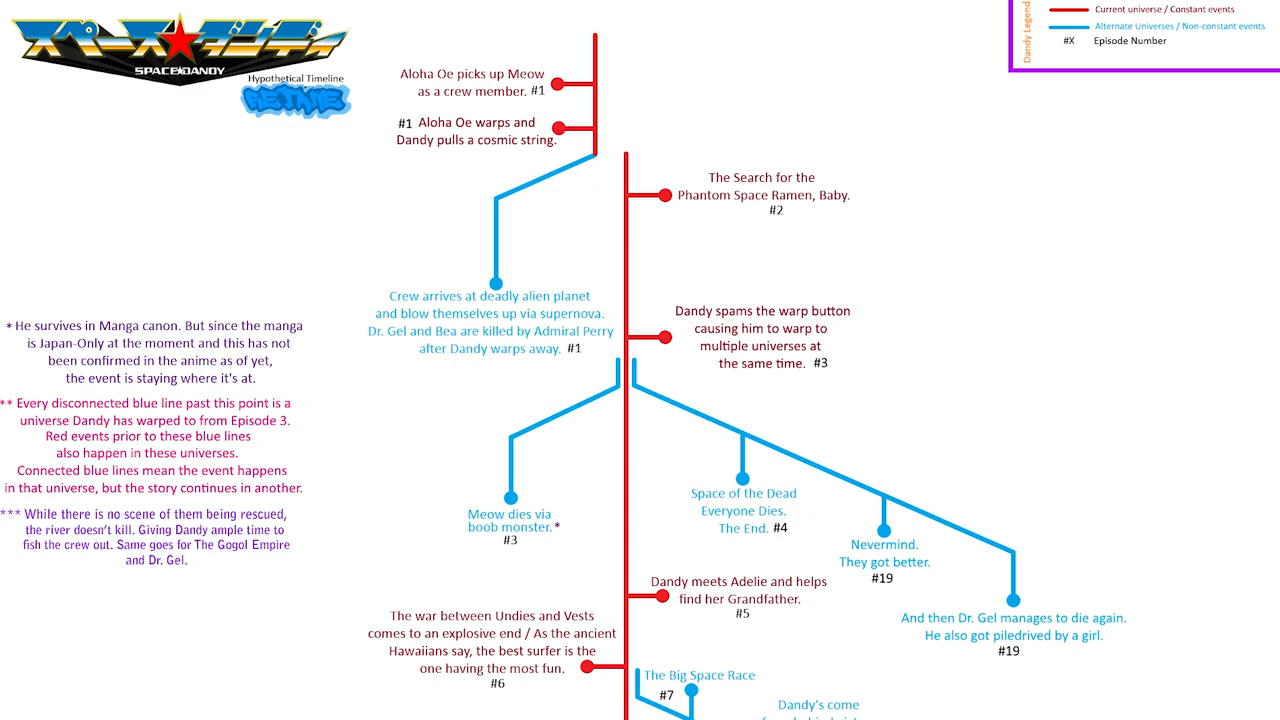 スペース★ダンディ
SPACE★DANDY
Hypothetical Timeline
RETAKE
Dandy Legend
Current universe / Constant events
Alternate Universes / Non-constant events
#X Episode Number
Aloha Oe picks up Meow
as a crew member. #1
#1 Aloha Oe warps and
Dandy pulls a cosmic string.
The Search for the
Phantom Space Ramen, Baby.
#2
Crew arrives at deadly alien planet
and blow themselves up via supernova.
Dr. Gel and Bea are killed by Admiral Perry
after Dandy warps away. #1
Dandy spams the warp button
causing him to warp to
multiple universes at
the same time. #3
* He survives in Manga canon. But since the manga
is Japan-Only at the moment and this has not
been confirmed in the anime as of yet,
the event is staying where it's at.
** Every disconnected blue line past this point is a
universe Dandy has warped to from Episode 3.
Red events prior to these blue lines
also happen in these universes.
Connected blue lines mean the event happens
in that universe, but the story continues in another.
*** While there is no scene of them being rescued,
the river doesn't kill. Giving Dandy ample time to
fish the crew out. Same goes for The Gogol Empire
and Dr. Gel.
Meow dies via
boob monster.*
#3
Space of the Dead
Everyone Dies.
The End. #4
Nevermind.
They got better.
#19
And then Dr. Gel manages to die again.
He also got piledrived by a girl.
#19
Dandy meets Adelie and helps
find her Grandfather.
#5
The war between Undies and Vests
comes to an explosive end / As the ancient
Hawaiians say, the best surfer is the
one having the most fun.
#6
The Big Space Race
#7
Dandy's come